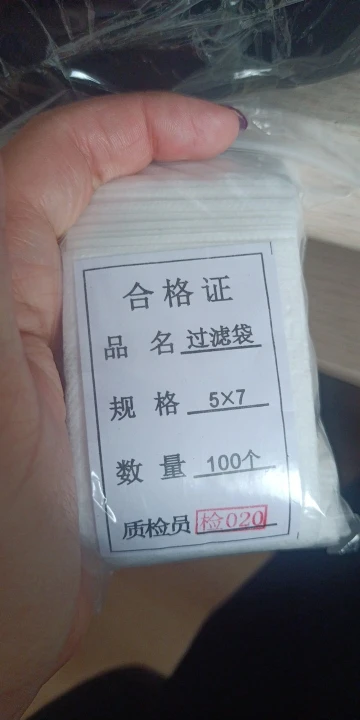 合格证
品 名 过滤袋
规 格 5×7
数 量 100个
质检员 检020